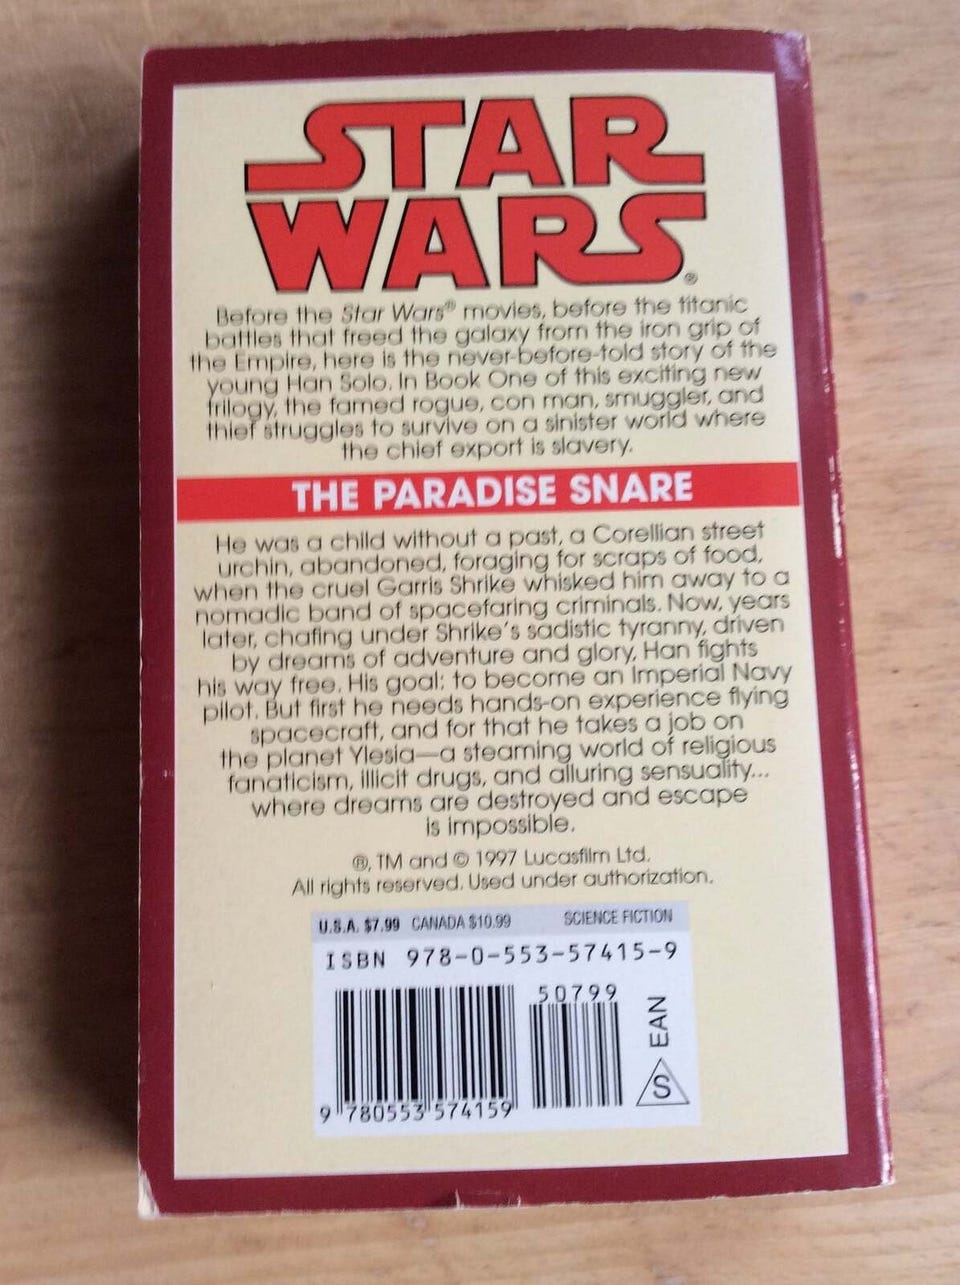 STAR
WARS®
Before the Star Wars® movies, before the titanic
battles that freed the galaxy from the iron grip of
the Empire, here is the never-before-told story of the
young Han Solo. In Book One of this exciting new
trilogy, the famed rogue, con man, smuggler, and
thief struggles to survive on a sinister world where
the chief export is slavery.
THE PARADISE SNARE
He was a child without a past, a Corellian street
urchin, abandoned, foraging for scraps of food,
when the cruel Garris Shrike whisked him away to a
nomadic band of spacefaring criminals. Now, years
later, chafing under Shrike's sadistic tyranny, driven
by dreams of adventure and glory, Han fights
his way free. His goal: to become an Imperial Navy
pilot. But first he needs hands-on experience flying
spacecraft, and for that he takes a job on
the planet Ylesia—a steaming world of religious
fanaticism, illicit drugs, and alluring sensuality...
where dreams are destroyed and escape
is impossible.
®, TM and © 1997 Lucasfilm Ltd.
All rights reserved. Used under authorization.
U.S.A. $7.99 CANADA $10.99 SCIENCE FICTION
ISBN 978-0-553-57415-9
50799
9 780553 574159
S EAN